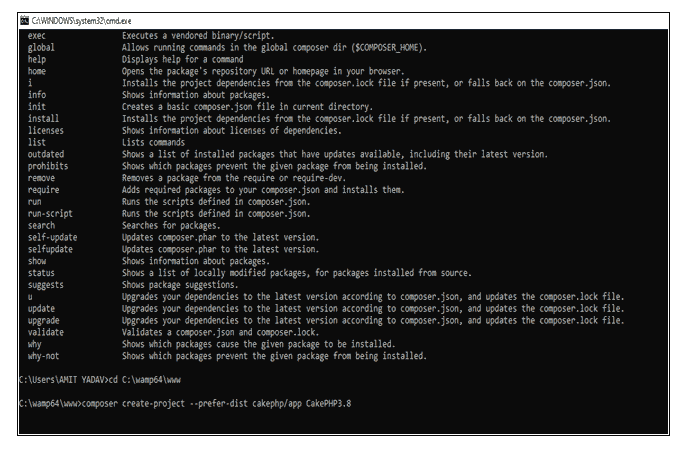 C:\WINDOWS\system32\cmd.exe
exec Executes a vendored binary/script.
global Allows running commands in the global composer dir ($COMPOSER_HOME).
help Displays help for a command
home Opens the package's repository URL or homepage in your browser.
i Installs the project dependencies from the composer.lock file if present, or falls back on the composer.json.
info Shows information about packages.
init Creates a basic composer.json file in current directory.
install Installs the project dependencies from the composer.lock file if present, or falls back on the composer.json.
licenses Shows information about licenses of dependencies.
list Lists commands
outdated Shows a list of installed packages that have updates available, including their latest version.
prohibits Shows which packages prevent the given package from being installed.
remove Removes a package from the require or require-dev.
require Adds required packages to your composer.json and installs them.
run Runs the scripts defined in composer.json.
run-script Runs the scripts defined in composer.json.
search Searches for packages.
self-update Updates composer.phar to the latest version.
selfupdate Updates composer.phar to the latest version.
show Shows information about packages.
status Shows a list of locally modified packages, for packages installed from source.
suggests Shows package suggestions.
u Upgrades your dependencies to the latest version according to composer.json, and updates the composer.lock file.
update Upgrades your dependencies to the latest version according to composer.json, and updates the composer.lock file.
upgrade Upgrades your dependencies to the latest version according to composer.json, and updates the composer.lock file.
validate Validates a composer.json and composer.lock.
why Shows which packages cause the given package to be installed.
why-not Shows which packages prevent the given package from being installed.
C:\Users\AMIT YADAV>cd C:\wamp64\www
C:\wamp64\www>composer create-project --prefer-dist cakephp/app CakePHP3.8